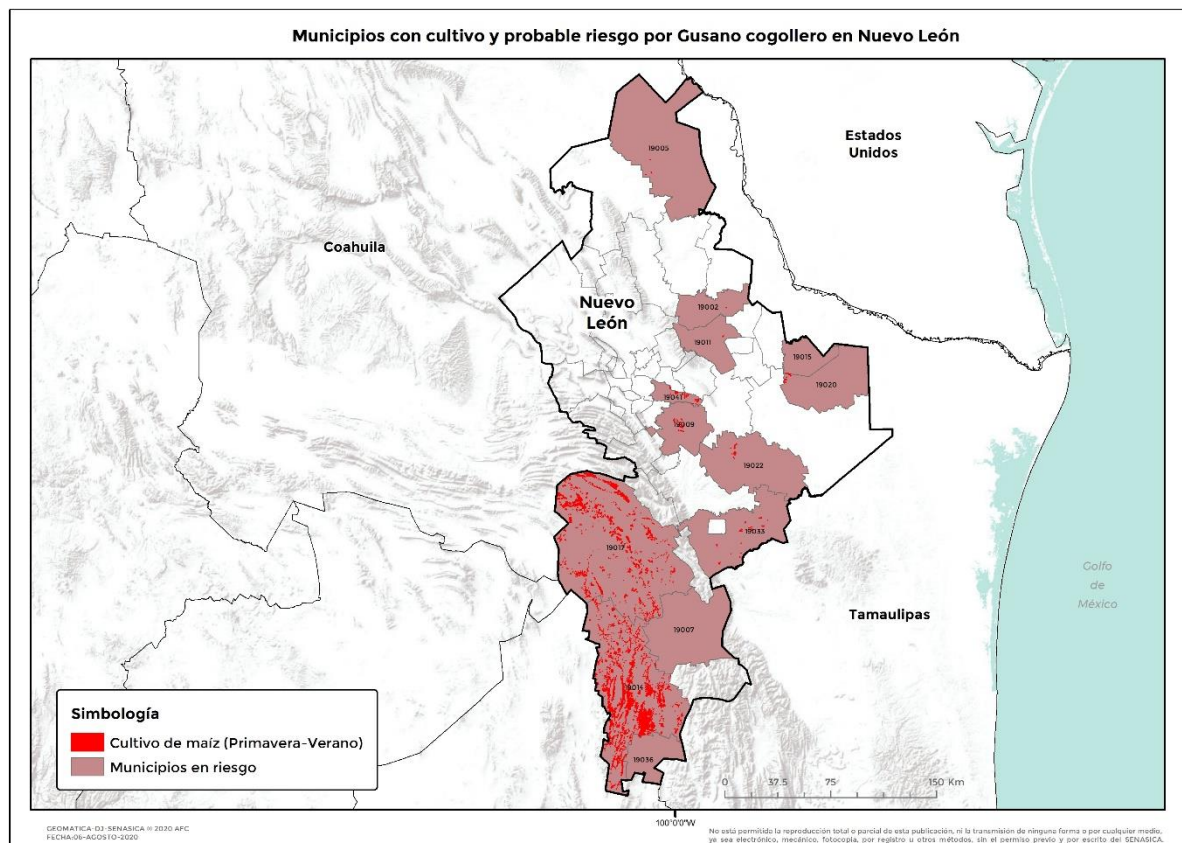 Municipios con cultivo y probable riesgo por Gusano cogollero en Nuevo León
Estados
Unidos
19005
Coahuila
Nuevo
León
19002
19011
19015
19020
19041
19009
19022
19033
19017
Golfo
de
México
Tamaulipas
19007
19014
19036
Simbología
Cultivo de maíz (Primavera-Verano)
Municipios en riesgo
0 37.5 75 150 Km
100°0'0"W
GEOMATICA-DJ-SENASICA © 2020 AFC
FECHA:06-AGOSTO-2020
No está permitida la reproducción total o parcial de esta publicación, ni la transmisión de ninguna forma o por cualquier medio,
ya sea electrónico, mecánico, fotocopia, por registro u otros métodos, sin el permiso previo y por escrito del SENASICA.